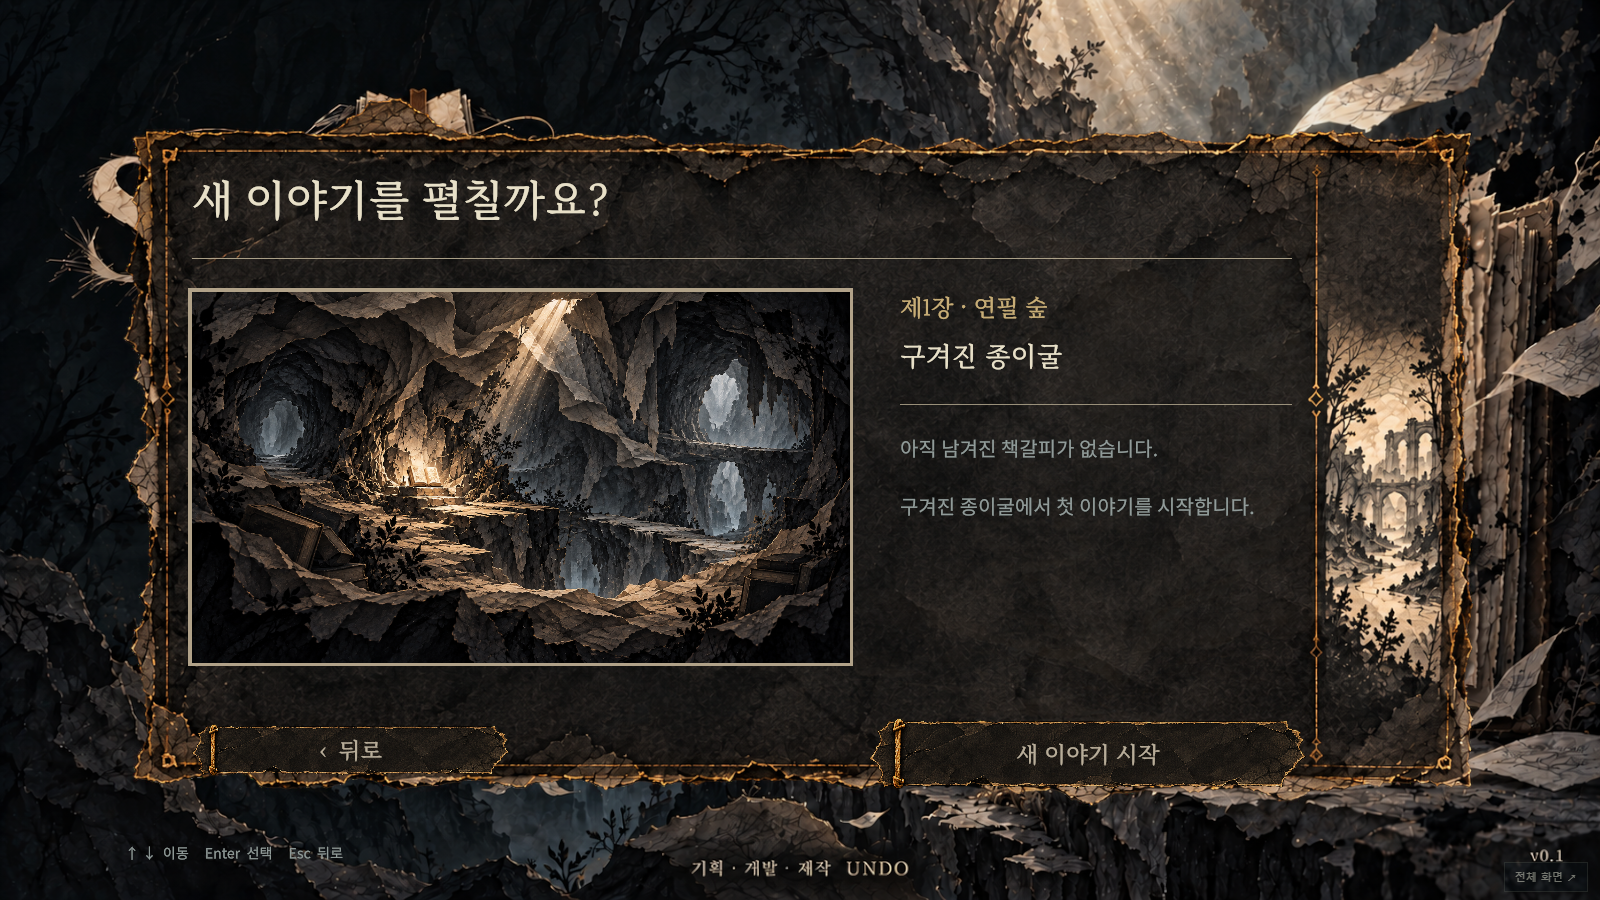 새 이야기를 펼칠까요?
제1장 · 연필 숲
구겨진 종이굴
아직 남겨진 책갈피가 없습니다.
구겨진 종이굴에서 첫 이야기를 시작합니다.
‹ 뒤로
새 이야기 시작
↑ ↓ 이동 Enter 선택 Esc 뒤로
기획 · 개발 · 제작 UNDO
v0.1
전체 화면 ↗